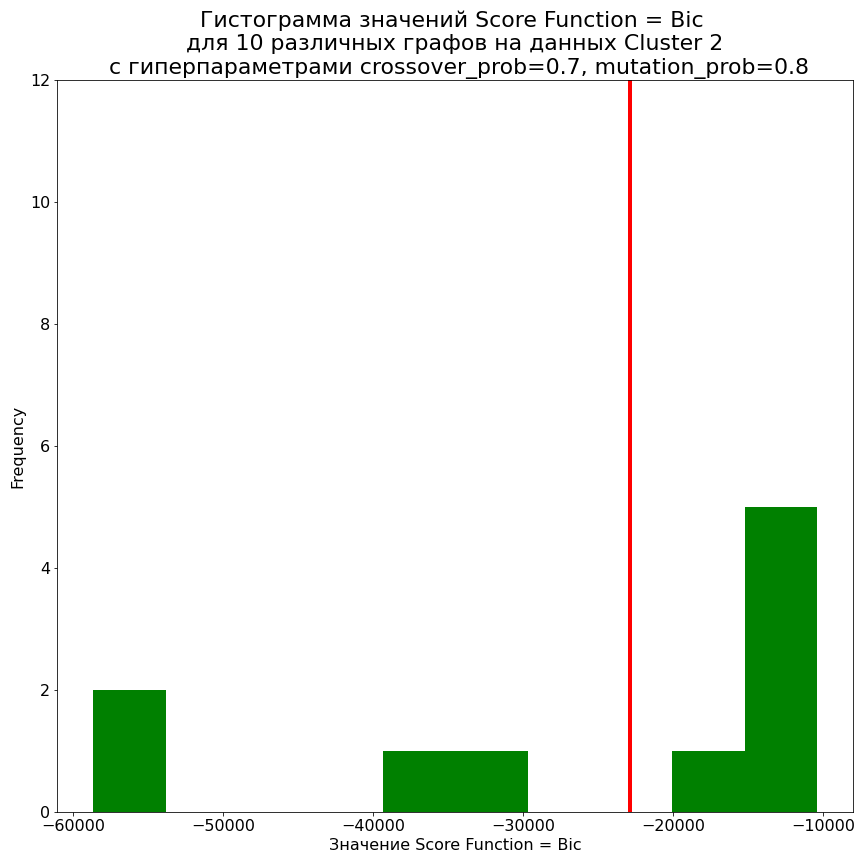 Гистограмма значений Score Function = Bic
для 10 различных графов на данных Cluster 2
с гиперпараметрами crossover_prob=0.7, mutation_prob=0.8
12
10
8
6
4
2
0
Frequency
−60000 −50000 −40000 −30000 −20000 −10000
Значение Score Function = Bic